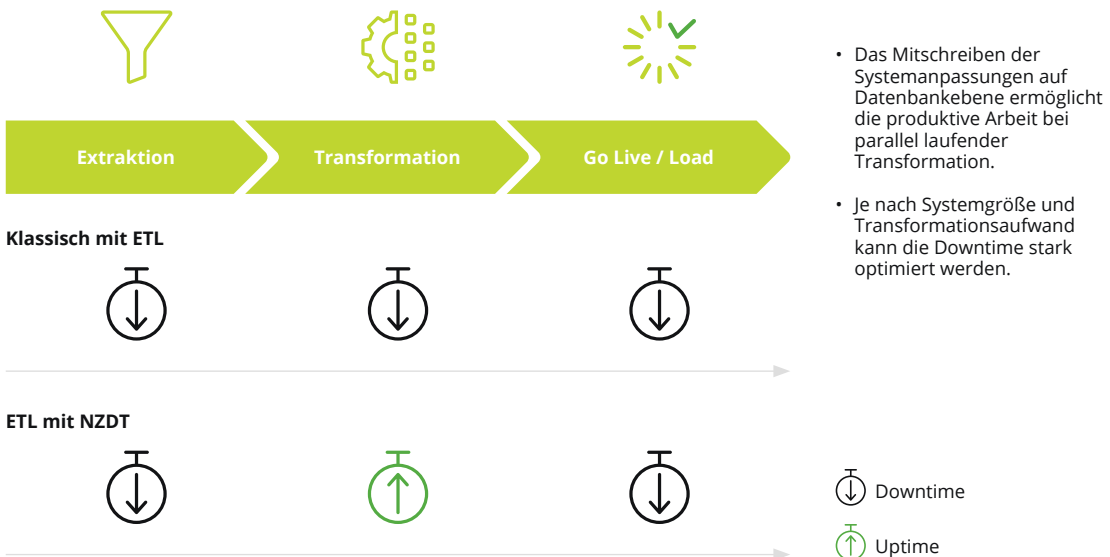 Extraktion
Transformation
Go Live / Load
Klassisch mit ETL
ETL mit NZDT
• Das Mitschreiben der
Systemanpassungen auf
Datenbankebene ermöglicht
die produktive Arbeit bei
parallel laufender
Transformation.
• Je nach Systemgröße und
Transformationsaufwand
kann die Downtime stark
optimiert werden.
Downtime
Uptime